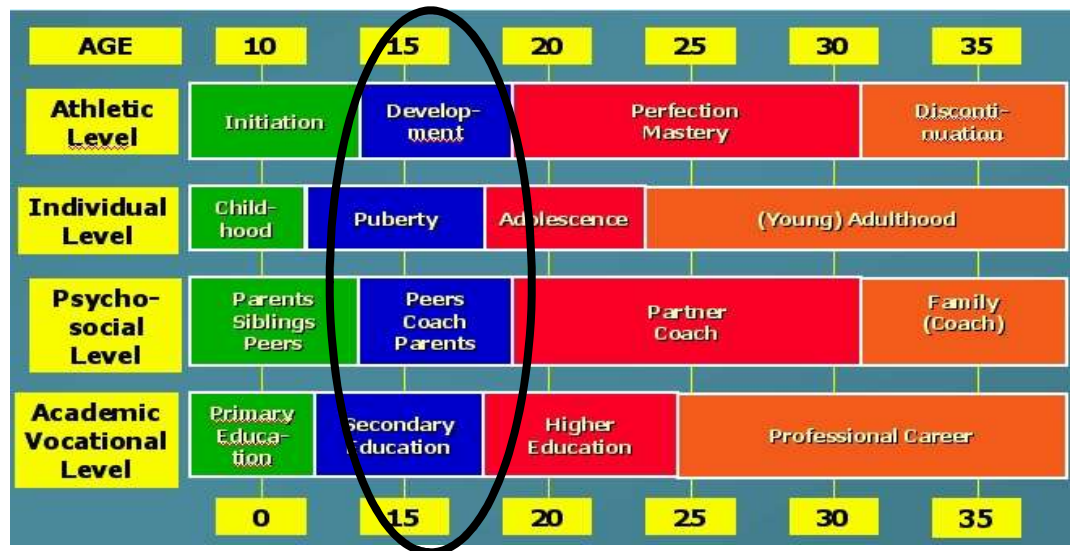 AGE 10 15 20 25 30 35
Athletic
Level
Initiation
Develop-
ment
Perfection
Mastery
Disconti-
nuation
Individual
Level
Child-
hood
Puberty
Adolescence
(Young) Adulthood
Psycho-
social
Level
Parents
Siblings
Peers
Peers
Coach
Parents
Partner
Coach
Family
(Coach)
Academic
Vocational
Level
Primary
Educa-
tion
Secondary
Education
Higher
Education
Professional Career
0 15 20 25 30 35